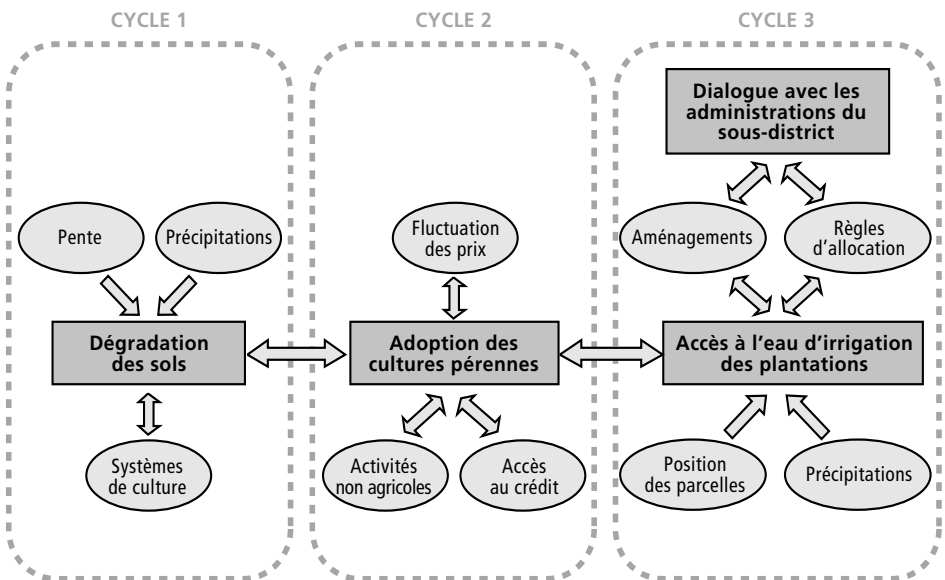 CYCLE 1
CYCLE 2
CYCLE 3
Dialogue avec les
administrations du
sous-district
Pente
Précipitations
Fluctuation
des prix
Aménagements
Règles
d'allocation
Dégradation
des sols
Adoption des
cultures pérennes
Accès à l'eau d'irrigation
des plantations
Systèmes
de culture
Activités
non agricoles
Accès
au crédit
Position
des parcelles
Précipitations